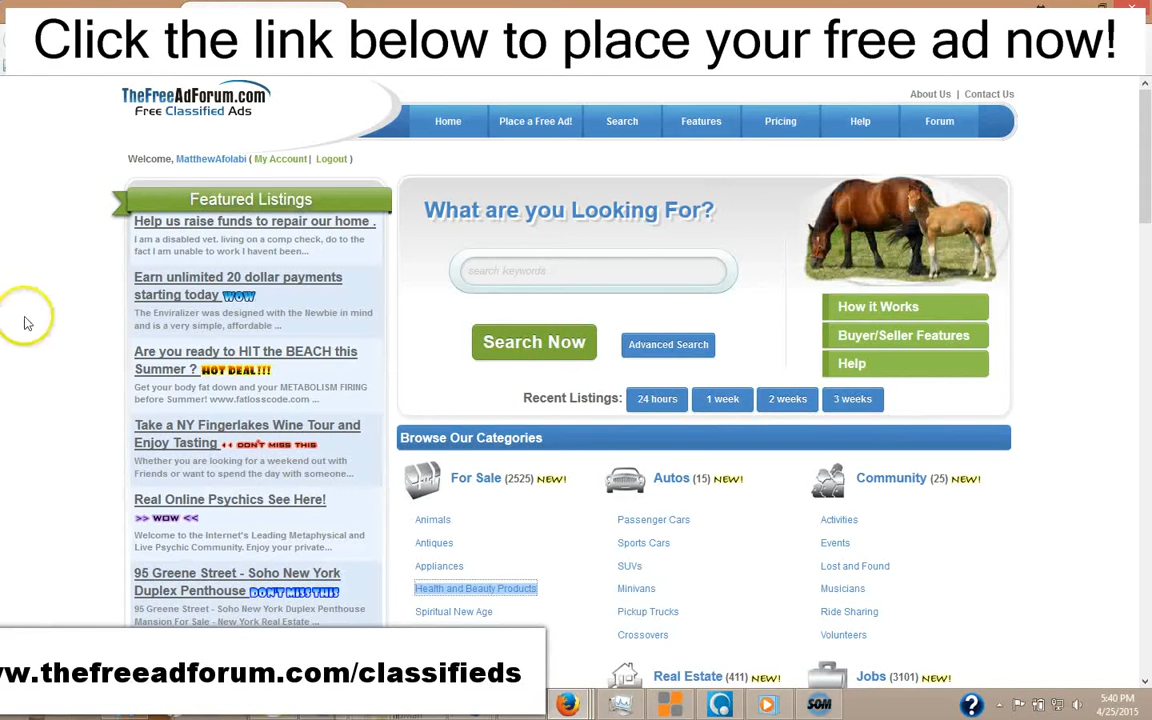 Click the link below to place your free ad now!
TheFreeAdForum.com
Free Classified Ads
About Us | Contact Us
Home
Place a Free Ad!
Search
Features
Pricing
Help
Forum
Welcome, MatthewAfolabi ( My Account | Logout )
Featured Listings
Help us raise funds to repair our home .
I am a disabled vet. living on a comp check, do to the
fact I am unable to work I havent been...
Earn unlimited 20 dollar payments
starting today WOW
The Enviralizer was designed with the Newbie in mind
and is a very simple, affordable ...
Are you ready to HIT the BEACH this
Summer ? HOT DEAL!!!
Get your body fat down and your METABOLISM FIRING
before Summer! www.fatlosscode.com ...
Take a NY Fingerlakes Wine Tour and
Enjoy Tasting DON'T MISS THIS
Whether you are looking for a weekend out with
Friends or want to spend the day with someone...
Real Online Psychics See Here!
>> WOW <<
Welcome to the Internet's Leading Metaphysical and
Live Psychic Community. Enjoy your private...
95 Greene Street - Soho New York
Duplex Penthouse DON'T MISS THIS
95 Greene Street - Soho New York Duplex Penthouse
Mansion For Sale - New York Real Estate ...
What are you Looking For?
search keywords
Search Now
Advanced Search
How it Works
Buyer/Seller Features
Help
Recent Listings:
24 hours
1 week
2 weeks
3 weeks
Browse Our Categories
For Sale (2525) NEW!
Animals
Antiques
Appliances
Health and Beauty Products
Spiritual New Age
Autos (15) NEW!
Passenger Cars
Sports Cars
SUVs
Minivans
Pickup Trucks
Crossovers
Community (25) NEW!
Activities
Events
Lost and Found
Musicians
Ride Sharing
Volunteers
Real Estate (411) NEW!
Jobs (3101) NEW!
w.thefreeadforum.com/classifieds
SOM
5:40 PM
4/25/2015